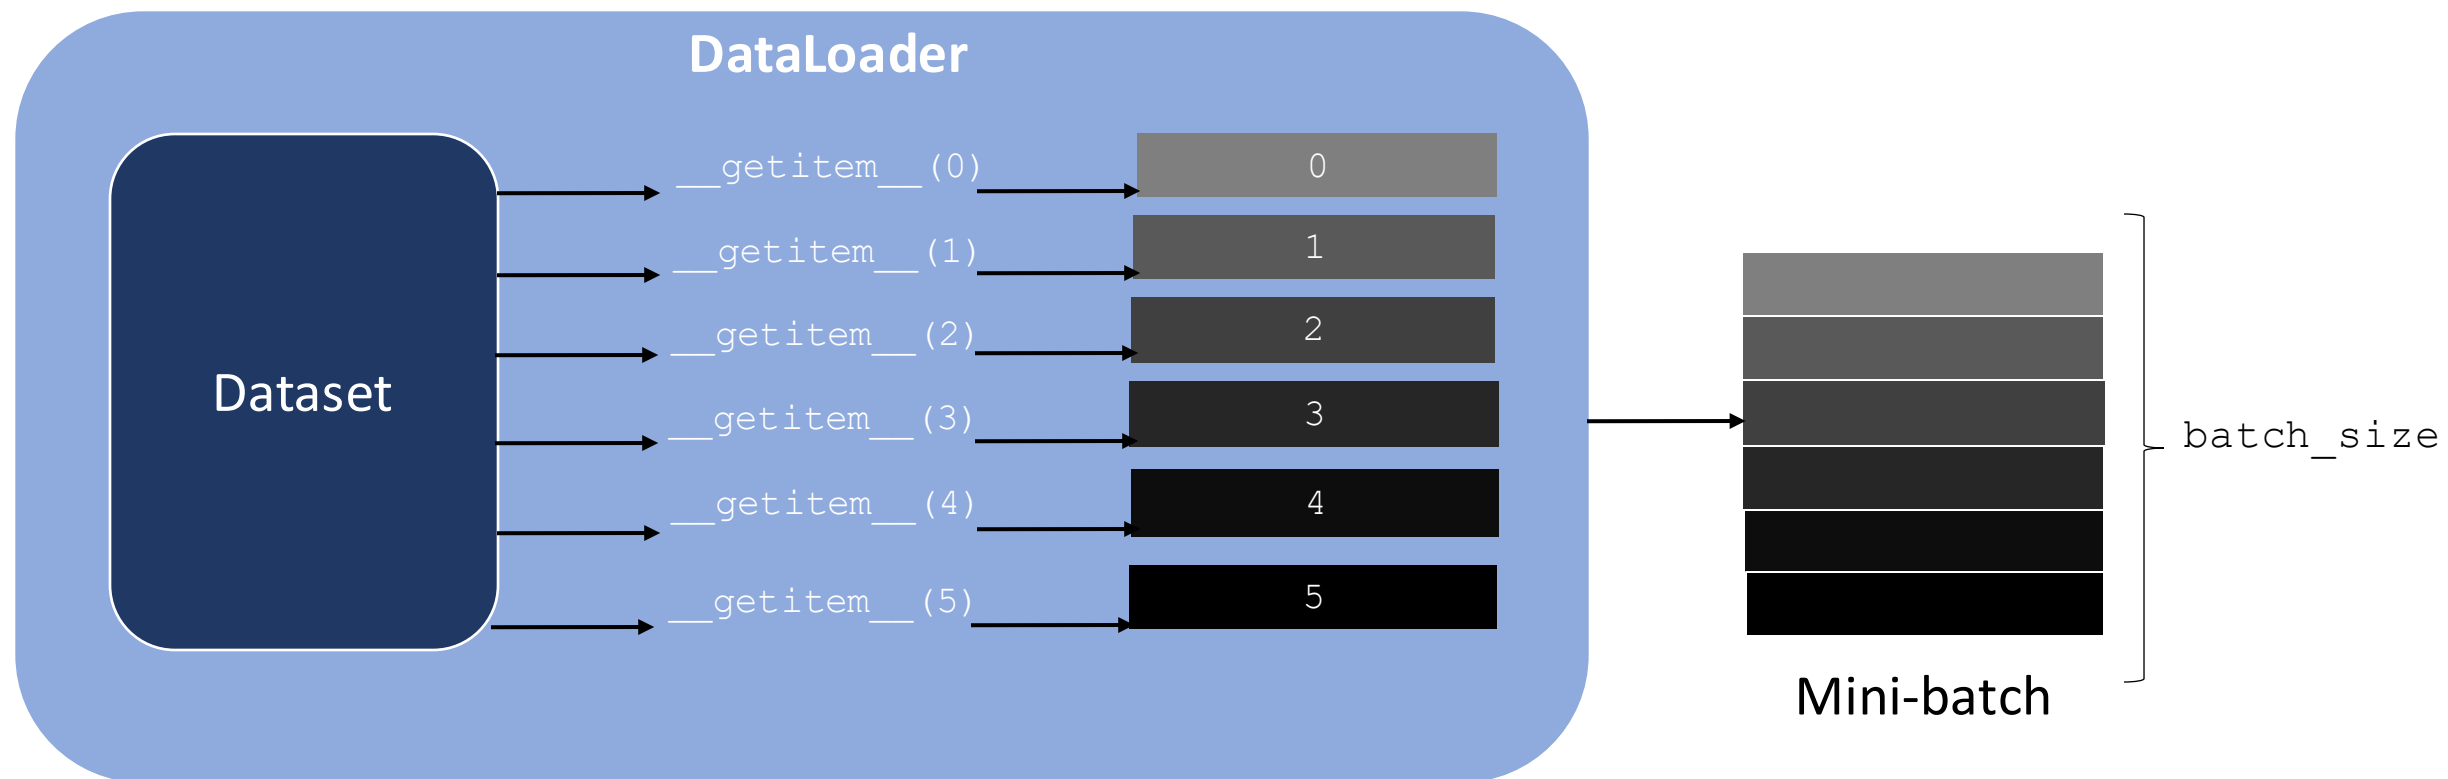 DataLoader
Dataset
__getitem__(0)
0
__getitem__(1)
1
__getitem__(2)
2
__getitem__(3)
3
__getitem__(4)
4
__getitem__(5)
5
batch_size
Mini-batch